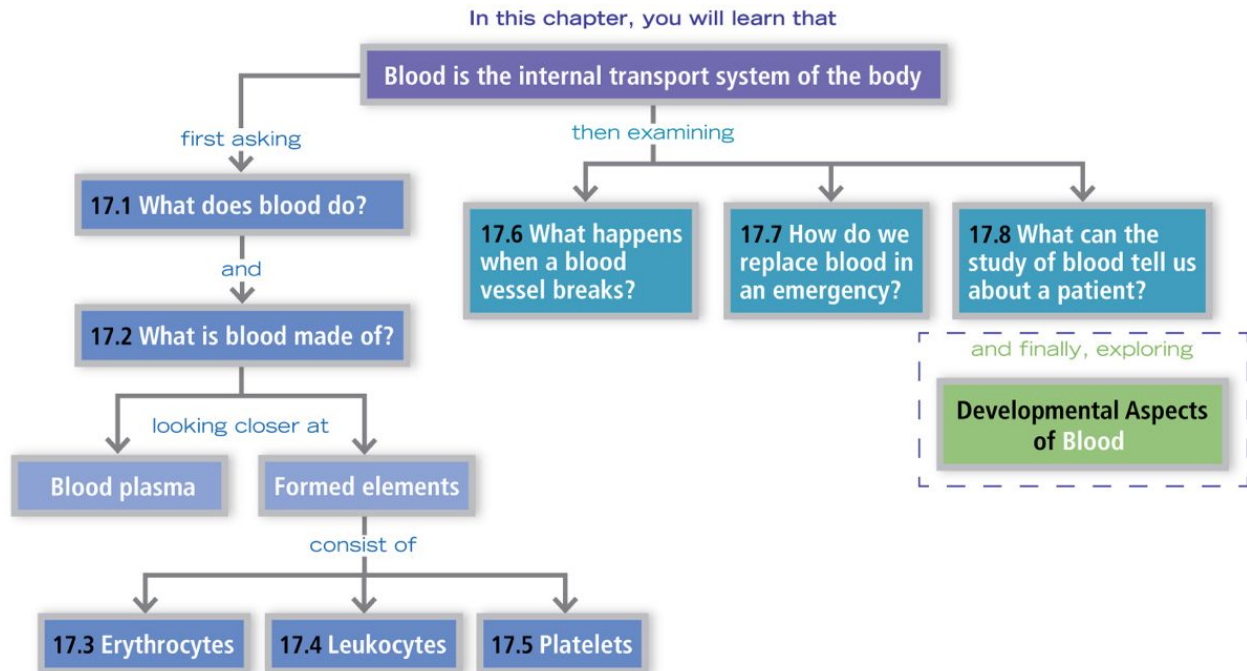 In this chapter, you will learn that
Blood is the internal transport system of the body
first asking
17.1 What does blood do?
and
17.2 What is blood made of?
looking closer at
Blood plasma
Formed elements
consist of
17.3 Erythrocytes
17.4 Leukocytes
17.5 Platelets
then examining
17.6 What happens
when a blood
vessel breaks?
17.7 How do we
replace blood in
an emergency?
17.8 What can the
study of blood tell us
about a patient?
and finally, exploring
Developmental Aspects
of Blood